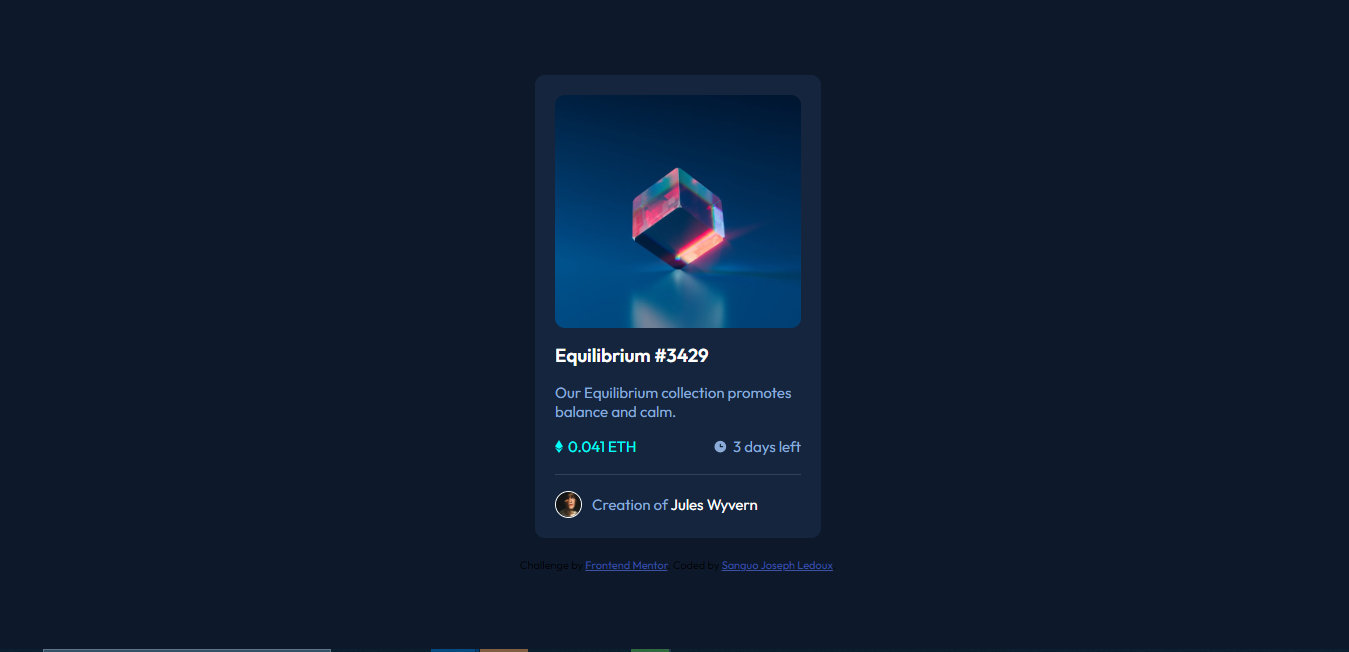 Equilibrium #3429
Our Equilibrium collection promotes
balance and calm.
0.041 ETH
3 days left
Creation of Jules Wyvern
Challenge by Frontend Mentor. Coded by Sanguo Joseph Ledoux